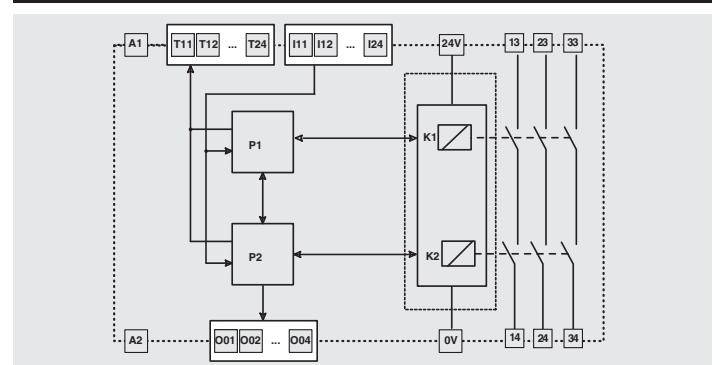 A1 T11 T12 ... T24 I11 I12 ... I24 24V 13 23 33
K1
P1
P2
K2
A2 O01 O02 ... O04 0V 14 24 34